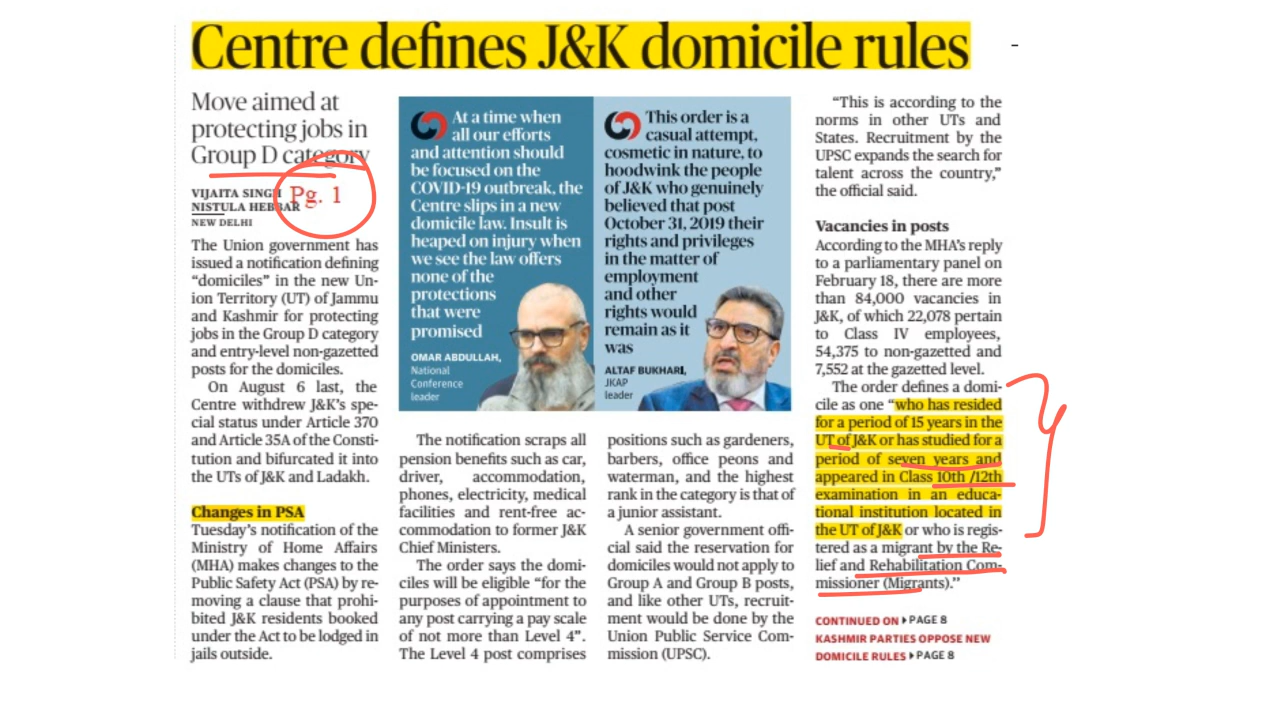 Centre defines J&K domicile rules
Move aimed at
protecting jobs in
Group D category
Pg. 1
VIJAITA SINGH
NISTULA HEBBAR
NEW DELHI
The Union government has
issued a notification defining
“domiciles” in the new Un-
ion Territory (UT) of Jammu
and Kashmir for protecting
jobs in the Group D category
and entry-level non-gazetted
posts for the domiciles.
On August 6 last, the
Centre withdrew J&K’s spe-
cial status under Article 370
and Article 35A of the Consti-
tution and bifurcated it into
the UTs of J&K and Ladakh.
Changes in PSA
Tuesday’s notification of the
Ministry of Home Affairs
(MHA) makes changes to the
Public Safety Act (PSA) by re-
moving a clause that prohi-
bited J&K residents booked
under the Act to be lodged in
jails outside.
At a time when
all our efforts
and attention should
be focused on the
COVID-19 outbreak, the
Centre slips in a new
domicile law. Insult is
heaped on injury when
we see the law offers
none of the
protections
that were
promised
OMAR ABDULLAH,
National
Conference
leader
This order is a
casual attempt,
cosmetic in nature, to
hoodwink the people
of J&K who genuinely
believed that post
October 31, 2019 their
rights and privileges
in the matter of
employment
and other
rights would
remain as it
was
ALTAF BUKHARI,
JKAP
leader
The notification scraps all
pension benefits such as car,
driver, accommodation,
phones, electricity, medical
facilities and rent-free ac-
commodation to former J&K
Chief Ministers.
The order says the domi-
ciles will be eligible “for the
purposes of appointment to
any post carrying a pay scale
of not more than Level 4”.
The Level 4 post comprises
positions such as gardeners,
barbers, office peons and
waterman, and the highest
rank in the category is that of
a junior assistant.
A senior government offi-
cial said the reservation for
domiciles would not apply to
Group A and Group B posts,
and like other UTs, recruit-
ment would be done by the
Union Public Service Com-
mission (UPSC).
“This is according to the
norms in other UTs and
States. Recruitment by the
UPSC expands the search for
talent across the country,”
the official said.
Vacancies in posts
According to the MHA’s reply
to a parliamentary panel on
February 18, there are more
than 84,000 vacancies in
J&K, of which 22,078 pertain
to Class IV employees,
54,375 to non-gazetted and
7,552 at the gazetted level.
The order defines a domi-
cile as one “who has resided
for a period of 15 years in the
UT of J&K or has studied for a
period of seven years and
appeared in Class 10th /12th
examination in an educa-
tional institution located in
the UT of J&K or who is regis-
tered as a migrant by the Re-
lief and Rehabilitation Com-
missioner (Migrants).”
CONTINUED ON ▸ PAGE 8
KASHMIR PARTIES OPPOSE NEW
DOMICILE RULES ▸ PAGE 8